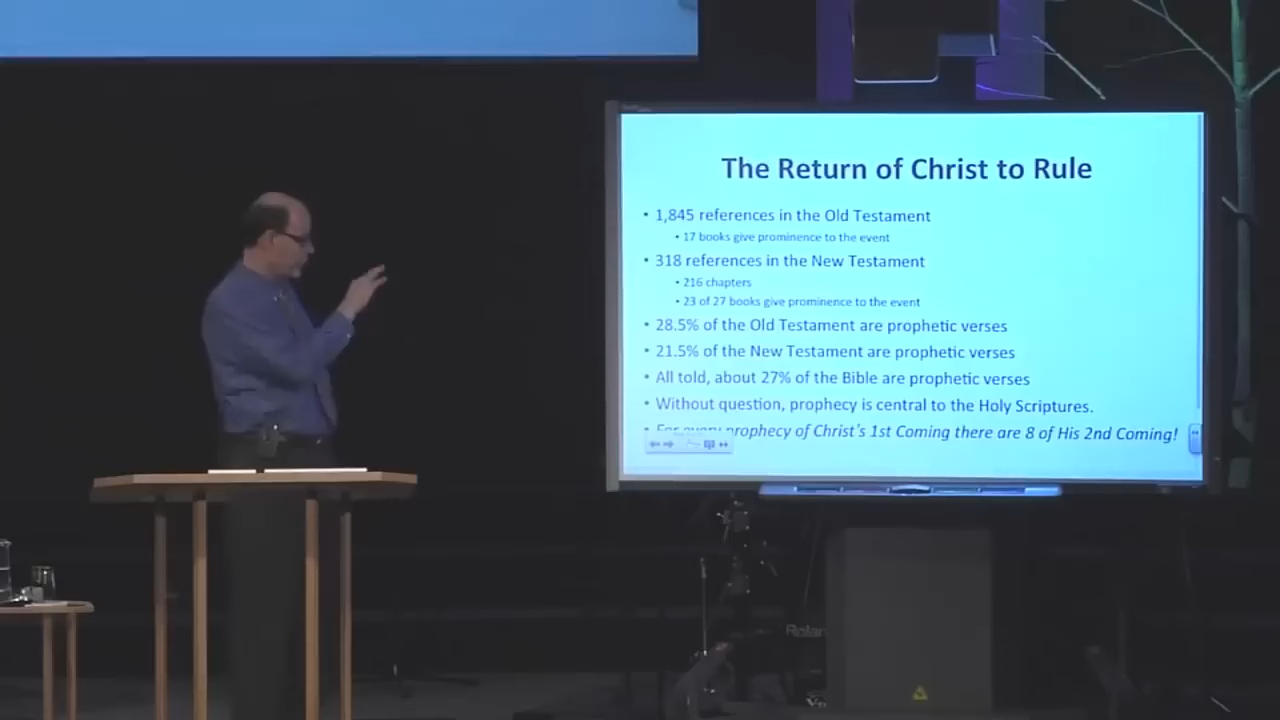 The Return of Christ to Rule
• 1,845 references in the Old Testament
• 17 books give prominence to the event
• 318 references in the New Testament
• 216 chapters
• 23 of 27 books give prominence to the event
• 28.5% of the Old Testament are prophetic verses
• 21.5% of the New Testament are prophetic verses
• All told, about 27% of the Bible are prophetic verses
• Without question, prophecy is central to the Holy Scriptures.
• For every prophecy of Christ's 1st Coming there are 8 of His 2nd Coming!
Roland